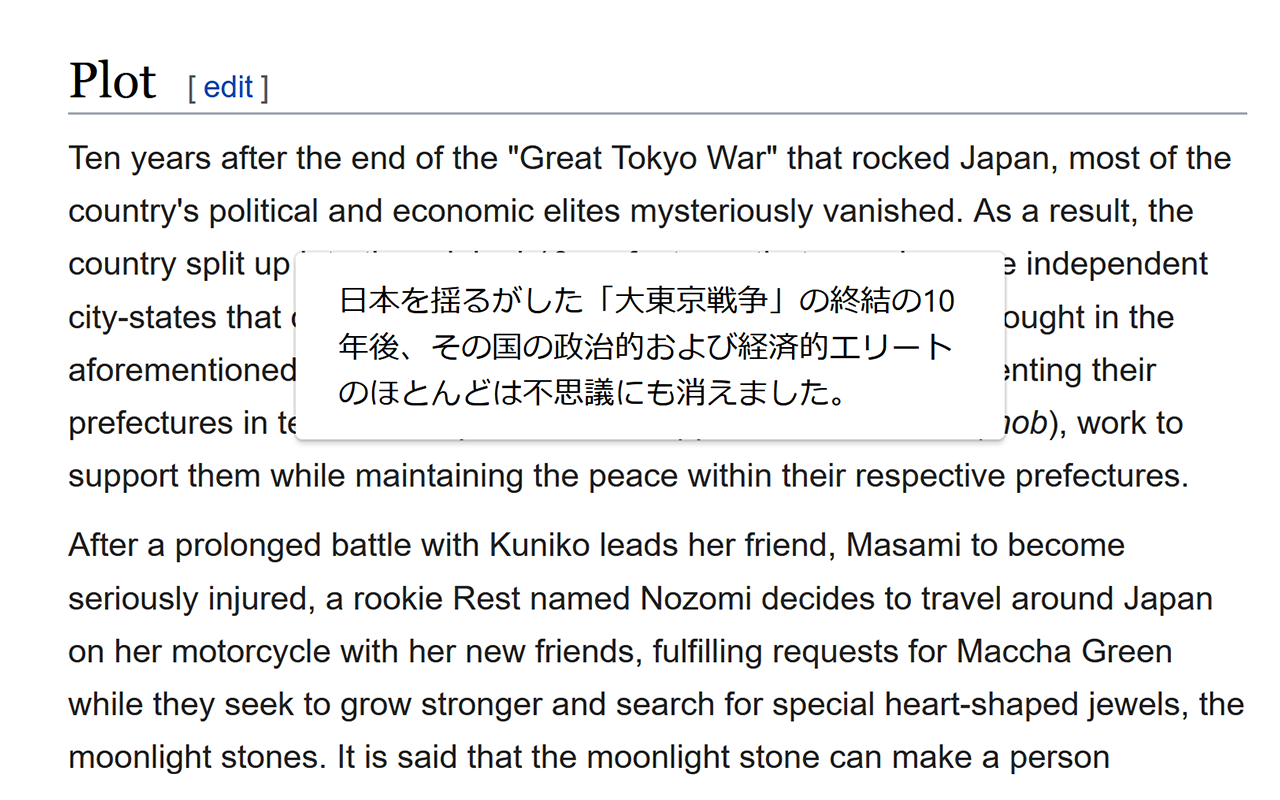 Plot [ edit ]
Ten years after the end of the "Great Tokyo War" that rocked Japan, most of the
country's political and economic elites mysteriously vanished. As a result, the
country split up independent
日本を揺るがした「大東京戦争」の終結の10
city-states that in the
年後、その国の政治的および経済的エリート
aforementioned their
のほとんどは不思議にも消えました。
prefectures in work to
support them while maintaining the peace within their respective prefectures.
After a prolonged battle with Kuniko leads her friend, Masami to become
seriously injured, a rookie Rest named Nozomi decides to travel around Japan
on her motorcycle with her new friends, fulfilling requests for Maccha Green
while they seek to grow stronger and search for special heart-shaped jewels, the
moonlight stones. It is said that the moonlight stone can make a person